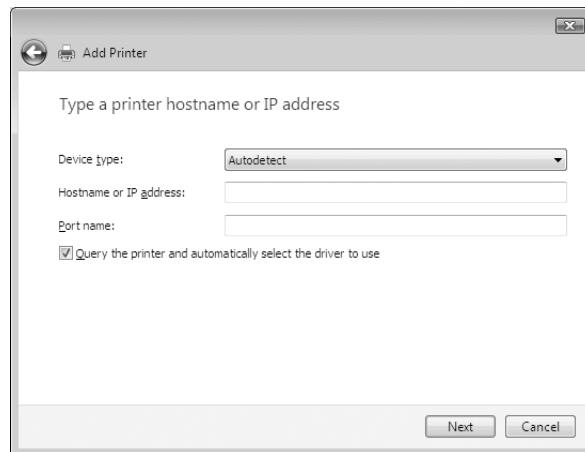 Add Printer
Type a printer hostname or IP address
Device type: Autodetect
Hostname or IP address:
Port name:
Query the printer and automatically select the driver to use
Next Cancel